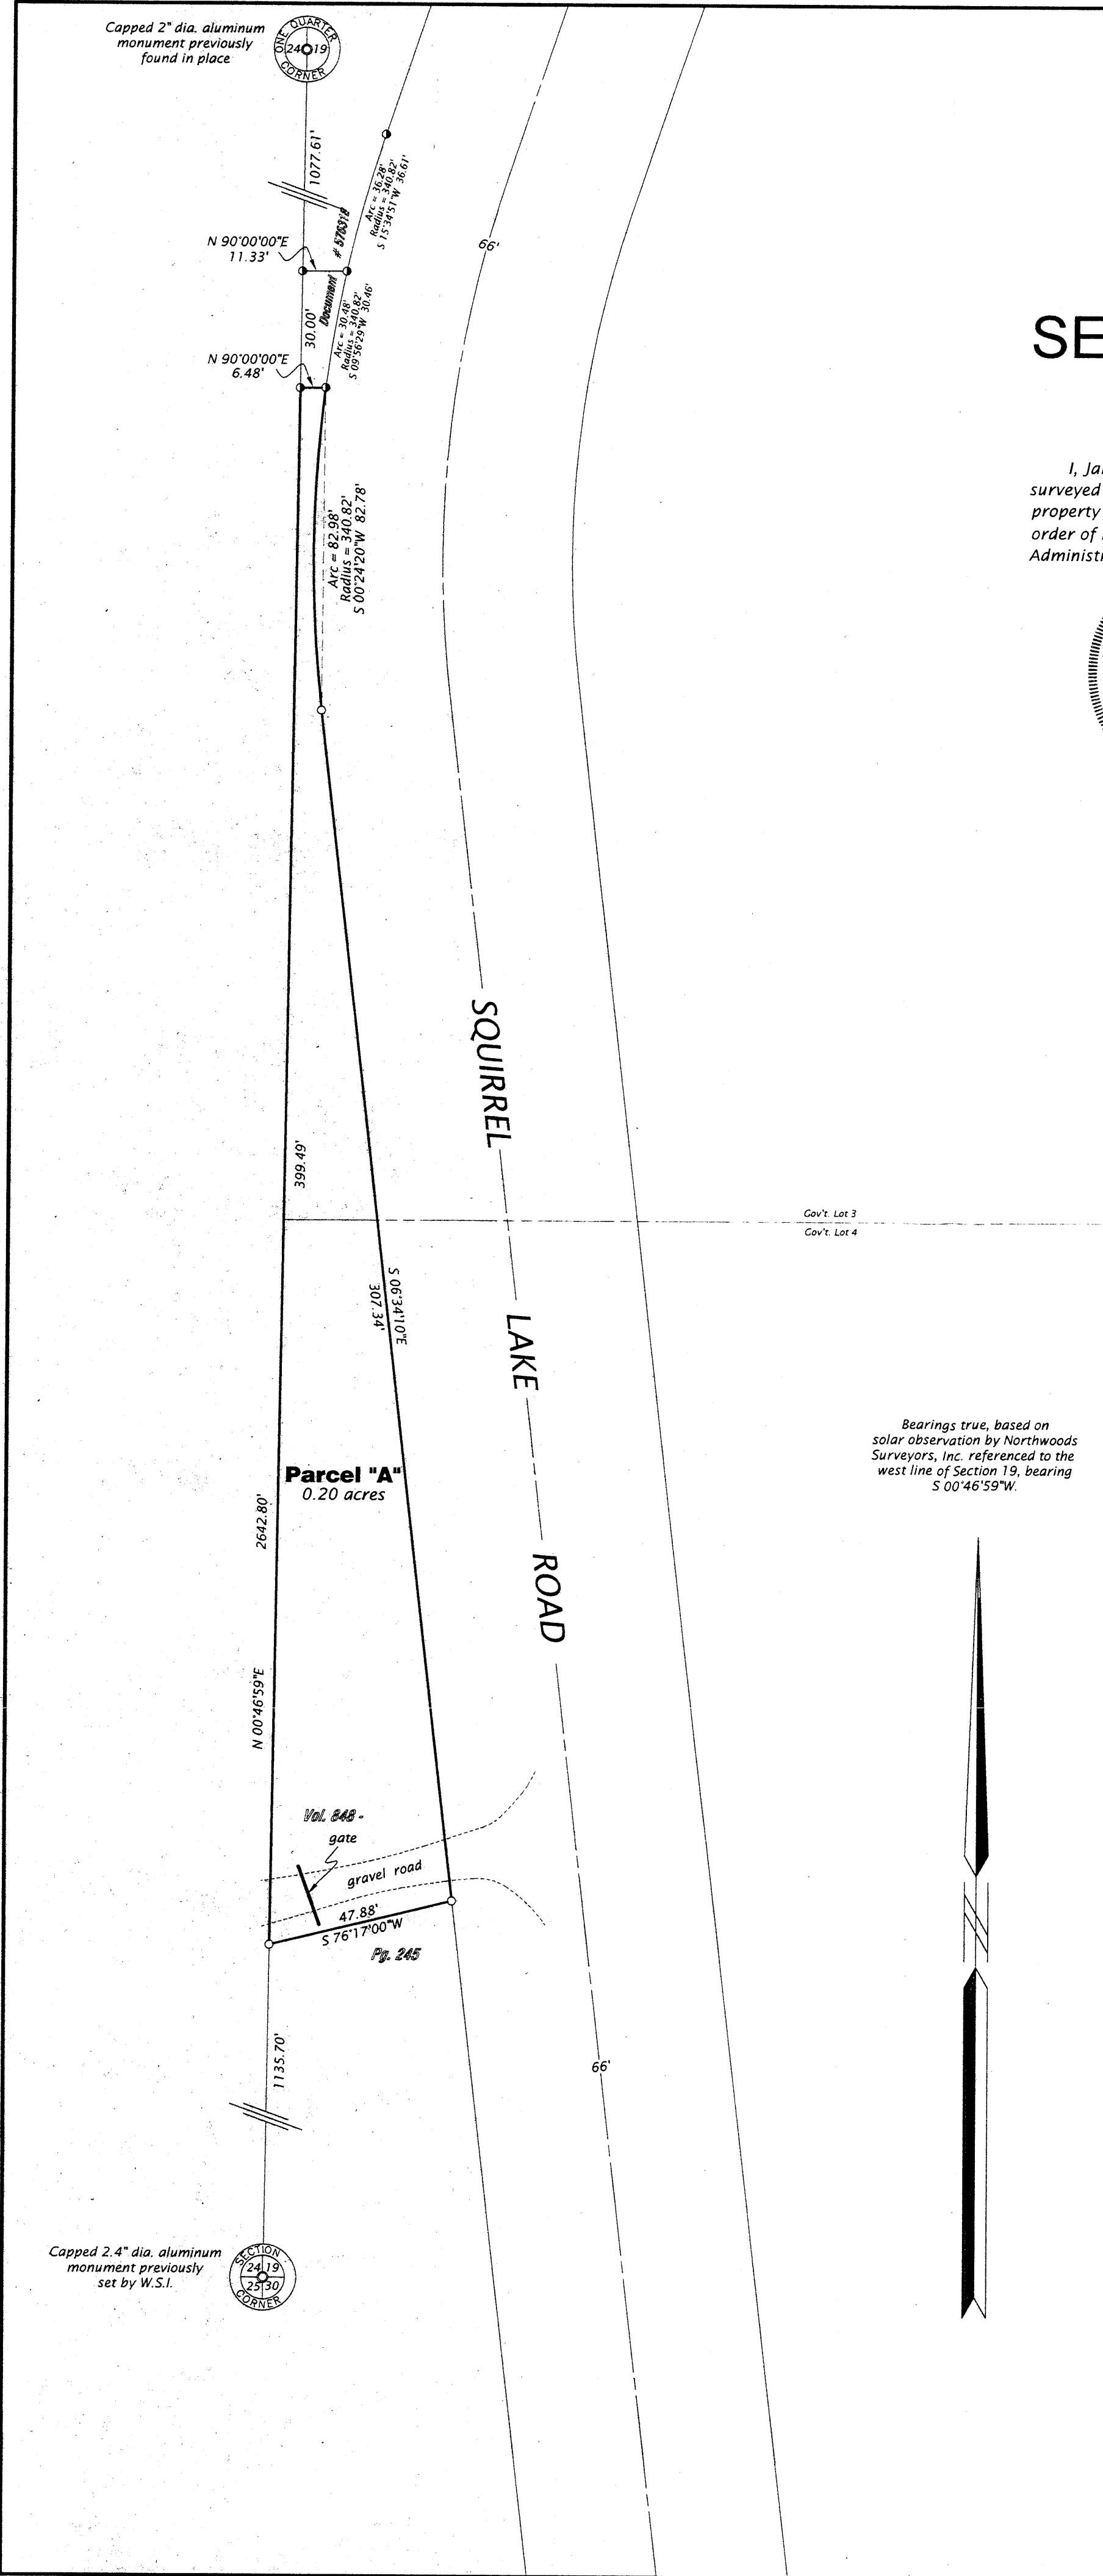 Capped 2" dia. aluminum
monument previously
found in place
ONE QUARTER
24 19
CORNER
1077.61'
Arc = 36.28'
Radius = 340.82'
S 15°34'51"W 36.61'
N 90°00'00"E
11.33'
66'
Document
30.00'
Arc = 30.48'
Radius = 340.82'
S 09°56'29"W 30.46'
N 90°00'00"E
6.48'
SE
I, Ja
surveyed
property
order of
Administ
Arc = 82.98'
Radius = 340.82'
S 00°24'20"W 82.78'
SQUIRREL
399.49'
Gov't. Lot 3
Gov't. Lot 4
S 06°34'10"E
307.34'
LAKE
Bearings true, based on
solar observation by Northwoods
Surveyors, Inc. referenced to the
west line of Section 19, bearing
S 00°46'59"W.
Parcel "A"
0.20 acres
2642.80'
ROAD
N 00°46'59"E
Vol. 848 -
gate
gravel road
47.88'
S 76°17'00"W
Pg. 245
1135.70'
66'
Capped 2.4" dia. aluminum
monument previously
set by W.S.I.
SECTION
24 19
25 30
CORNER